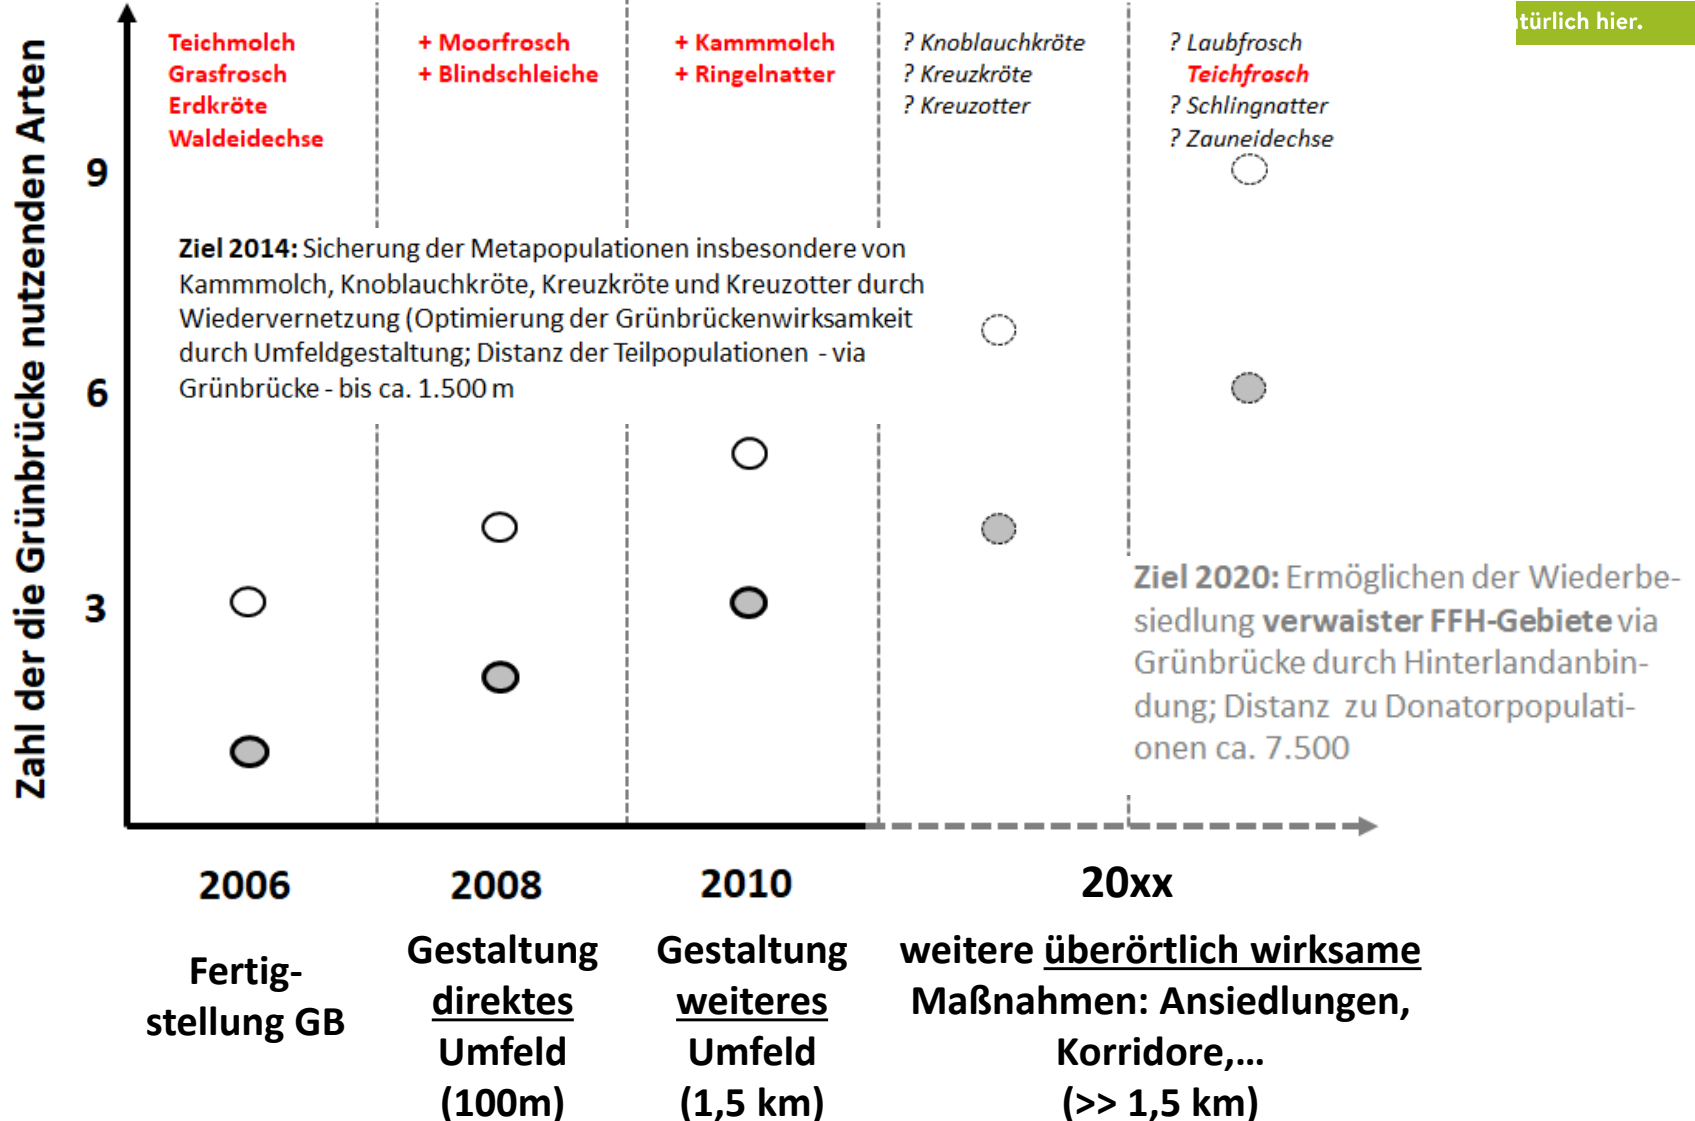 türlich hier.
Zahl der die Grünbrücke nutzenden Arten
9
6
3
Teichmolch
Grasfrosch
Erdkröte
Waldeidechse
+ Moorfrosch
+ Blindschleiche
+ Kammmolch
+ Ringelnatter
? Knoblauchkröte
? Kreuzkröte
? Kreuzotter
? Laubfrosch
Teichfrosch
? Schlingnatter
? Zauneidechse
Ziel 2014: Sicherung der Metapopulationen insbesondere von
Kammmolch, Knoblauchkröte, Kreuzkröte und Kreuzotter durch
Wiedervernetzung (Optimierung der Grünbrückenwirksamkeit
durch Umfeldgestaltung; Distanz der Teilpopulationen - via
Grünbrücke - bis ca. 1.500 m
Ziel 2020: Ermöglichen der Wiederbe-
siedlung verwaister FFH-Gebiete via
Grünbrücke durch Hinterlandanbin-
dung; Distanz zu Donatorpopulati-
onen ca. 7.500
2006
Fertig-
stellung GB
2008
Gestaltung
direktes
Umfeld
(100m)
2010
Gestaltung
weiteres
Umfeld
(1,5 km)
20xx
weitere überörtlich wirksame
Maßnahmen: Ansiedlungen,
Korridore,...
(>> 1,5 km)